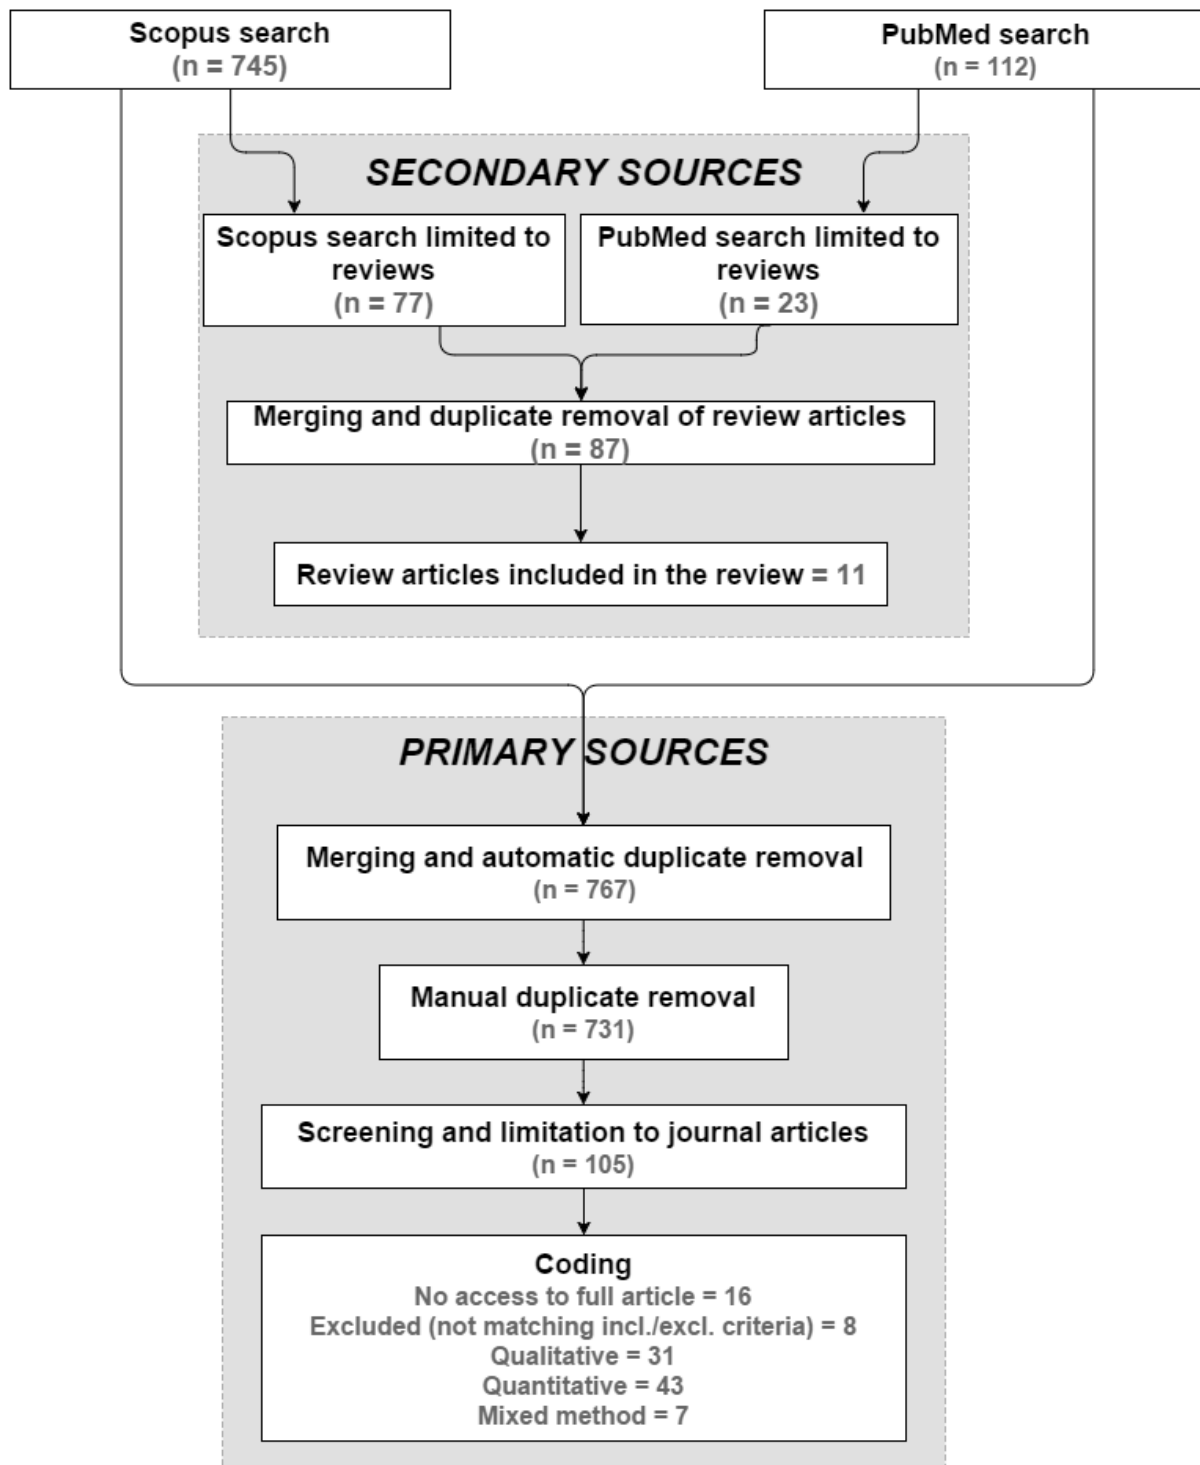 Scopus search
(n = 745)
PubMed search
(n = 112)
SECONDARY SOURCES
Scopus search limited to
reviews
(n = 77)
PubMed search limited to
reviews
(n = 23)
Merging and duplicate removal of review articles
(n = 87)
Review articles included in the review = 11
PRIMARY SOURCES
Merging and automatic duplicate removal
(n = 767)
Manual duplicate removal
(n = 731)
Screening and limitation to journal articles
(n = 105)
Coding
No access to full article = 16
Excluded (not matching incl./excl. criteria) = 8
Qualitative = 31
Quantitative = 43
Mixed method = 7